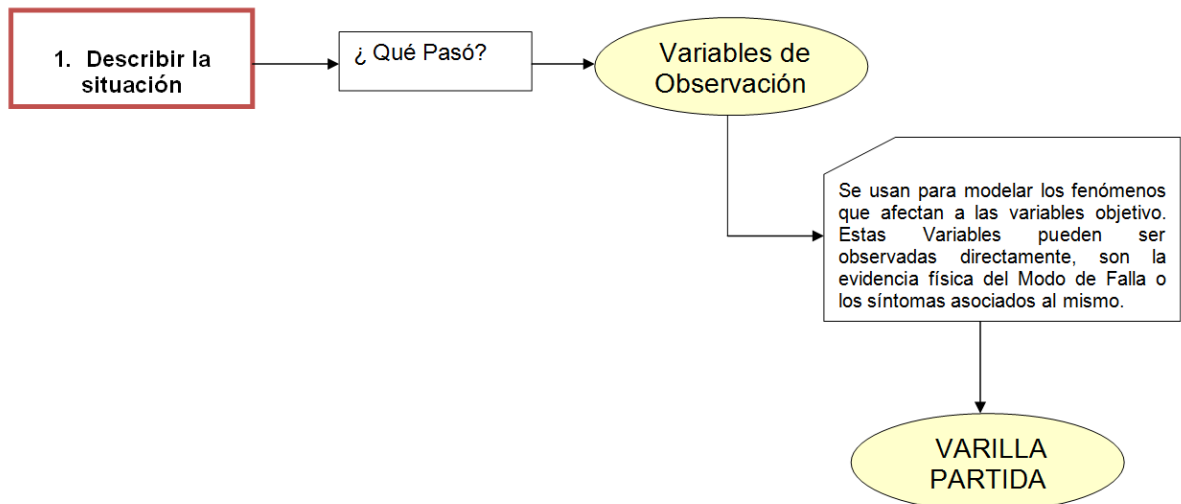 1. Describir la
situación
¿ Qué Pasó?
Variables de
Observación
Se usan para modelar los fenómenos
que afectan a las variables objetivo.
Estas Variables pueden ser
observadas directamente, son la
evidencia física del Modo de Falla o
los síntomas asociados al mismo.
VARILLA
PARTIDA